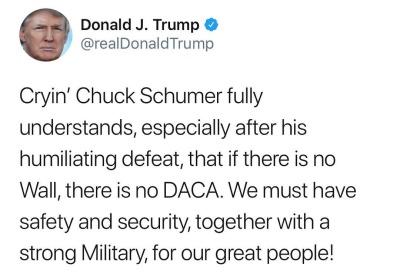 Donald J. Trump
@realDonaldTrump
Cryin’ Chuck Schumer fully
understands, especially after his
humiliating defeat, that if there is no
Wall, there is no DACA. We must have
safety and security, together with a
strong Military, for our great people!